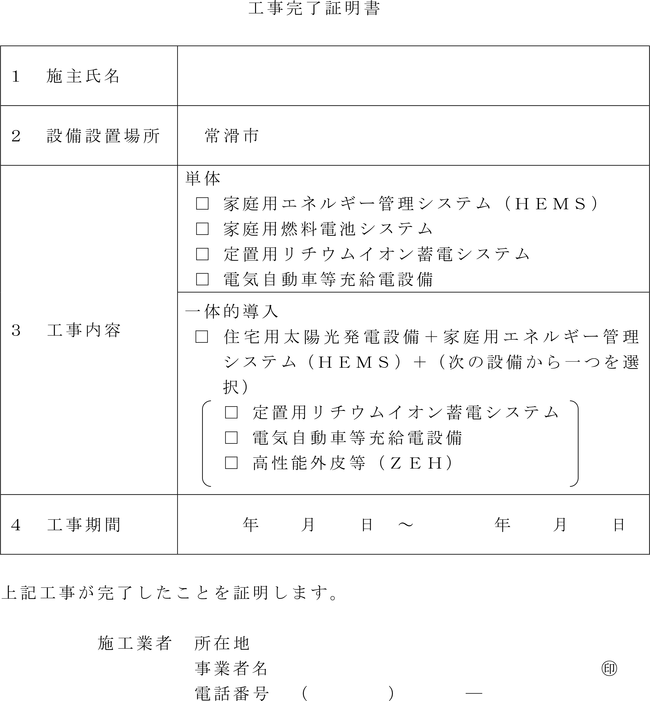 工事完了証明書
１　施主氏名
２　設備設置場所　常滑市
３　工事内容
単体
□　家庭用エネルギー管理システム（ＨＥＭＳ）
□　家庭用燃料電池システム
□　定置用リチウムイオン蓄電システム
□　電気自動車等充給電設備
一体的導入
□　住宅用太陽光発電設備＋家庭用エネルギー管理
システム（ＨＥＭＳ）＋（次の設備から一つを選
択）
□　定置用リチウムイオン蓄電システム
□　電気自動車等充給電設備
□　高性能外皮等（ＺＥＨ）
４　工事期間　　年　　月　　日　～　　年　　月　　日
上記工事が完了したことを証明します。
施工業者　所在地
事業者名　㊞
電話番号　（　　　　）　　　―